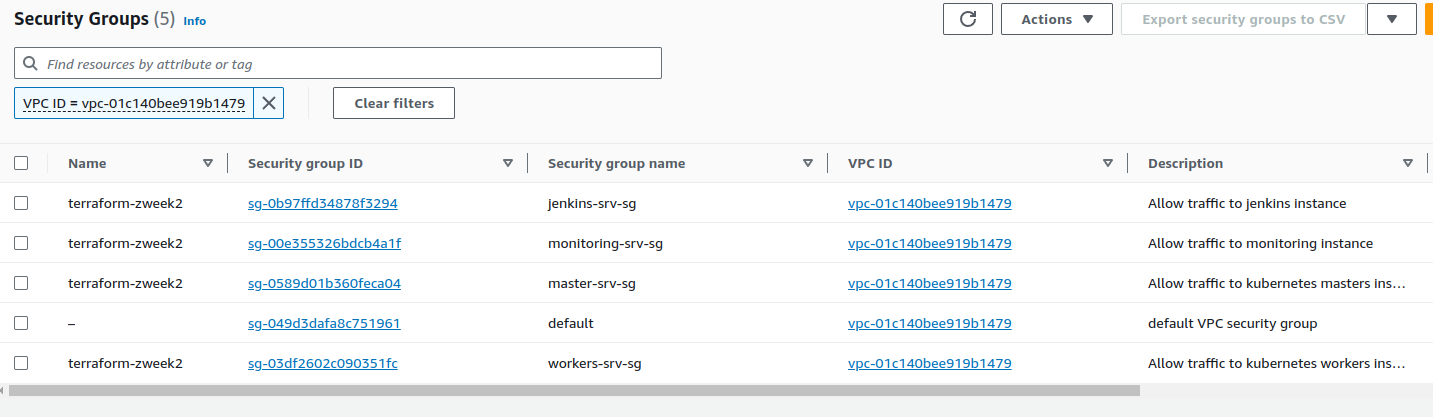 Security Groups (5) Info
Actions Export security groups to CSV
Find resources by attribute or tag
VPC ID = vpc-01c140bee919b1479 Clear filters
Name Security group ID Security group name VPC ID Description
terraform-zweek2 sg-0b97ffd34878f3294 jenkins-srv-sg vpc-01c140bee919b1479 Allow traffic to jenkins instance
terraform-zweek2 sg-00e355326bdcb4a1f monitoring-srv-sg vpc-01c140bee919b1479 Allow traffic to monitoring instance
terraform-zweek2 sg-0589d01b360feca04 master-srv-sg vpc-01c140bee919b1479 Allow traffic to kubernetes masters ins...
– sg-049d3dafa8c751961 default vpc-01c140bee919b1479 default VPC security group
terraform-zweek2 sg-03df2602c090351fc workers-srv-sg vpc-01c140bee919b1479 Allow traffic to kubernetes workers ins...